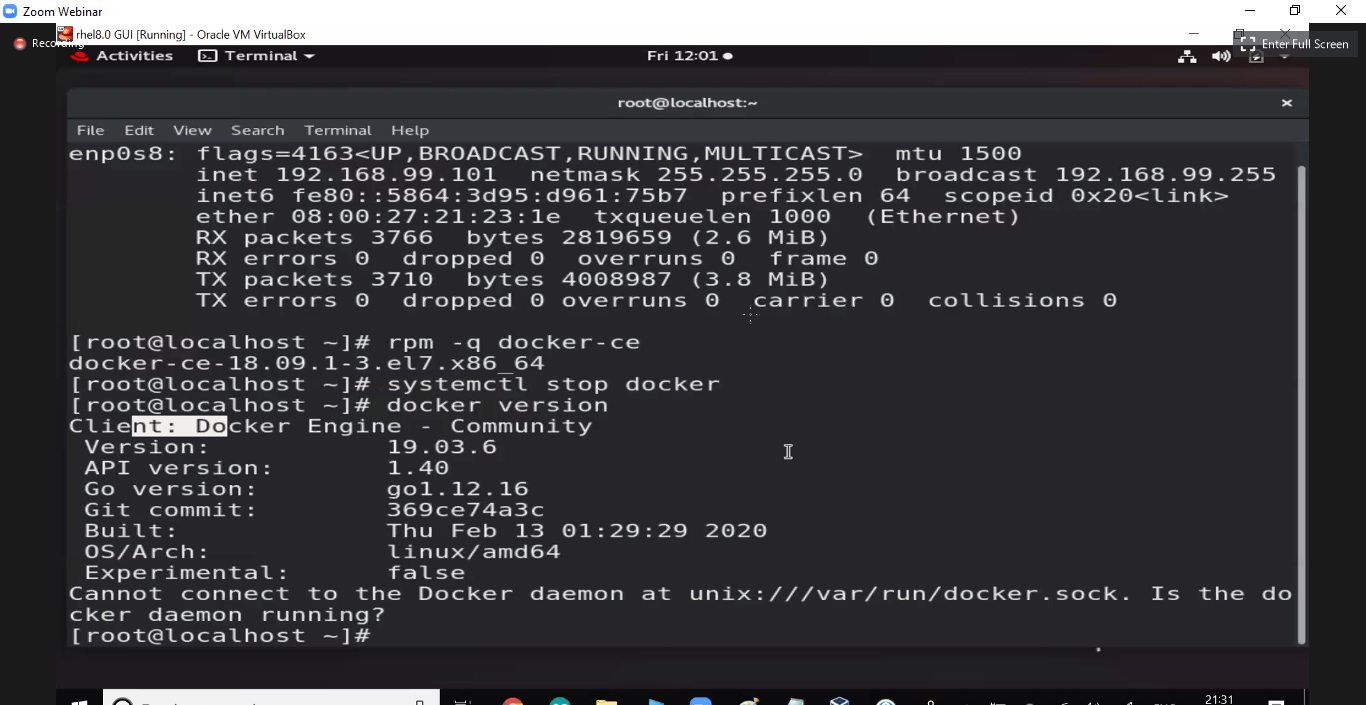 Zoom Webinar
rhel8.0 GUI [Running] - Oracle VM VirtualBox
Recording
Enter Full Screen
Activities Terminal Fri 12:01
root@localhost:~
File Edit View Search Terminal Help
enp0s8: flags=4163<UP,BROADCAST,RUNNING,MULTICAST> mtu 1500
inet 192.168.99.101 netmask 255.255.255.0 broadcast 192.168.99.255
inet6 fe80::5864:3d95:d961:75b7 prefixlen 64 scopeid 0x20<link>
ether 08:00:27:21:23:1e txqueuelen 1000 (Ethernet)
RX packets 3766 bytes 2819659 (2.6 MiB)
RX errors 0 dropped 0 overruns 0 frame 0
TX packets 3710 bytes 4008987 (3.8 MiB)
TX errors 0 dropped 0 overruns 0 carrier 0 collisions 0
[root@localhost ~]# rpm -q docker-ce
docker-ce-18.09.1-3.el7.x86_64
[root@localhost ~]# systemctl stop docker
[root@localhost ~]# docker version
Client: Docker Engine - Community
Version: 19.03.6
API version: 1.40
Go version: go1.12.16
Git commit: 369ce74a3c
Built: Thu Feb 13 01:29:29 2020
OS/Arch: linux/amd64
Experimental: false
Cannot connect to the Docker daemon at unix:///var/run/docker.sock. Is the do
cker daemon running?
[root@localhost ~]#
21:31